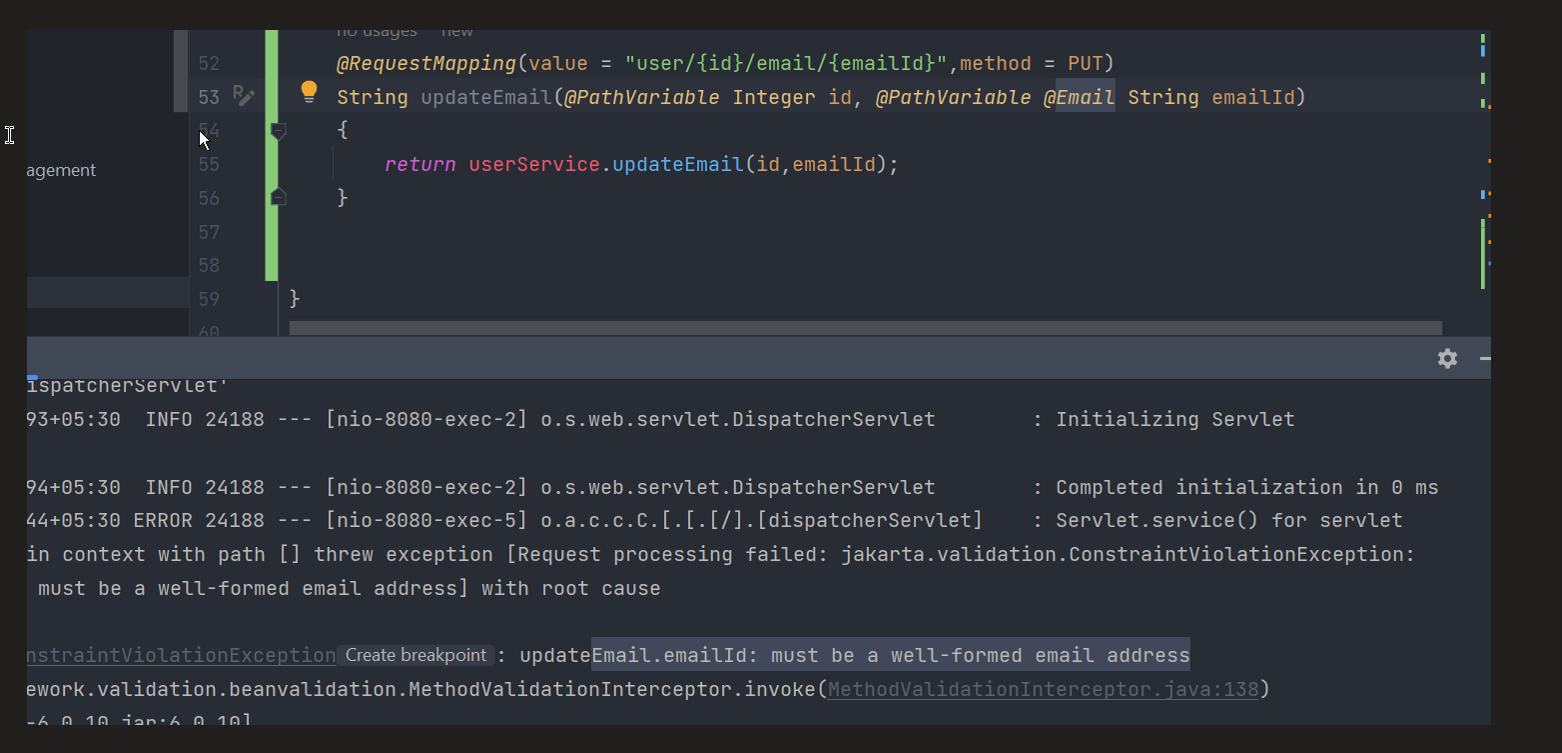 no usages new
52 @RequestMapping(value = "user/{id}/email/{emailId}",method = PUT)
53 String updateEmail(@PathVariable Integer id, @PathVariable @Email String emailId)
54 {
agement
55 return userService.updateEmail(id,emailId);
56 }
57
58
59 }
60
ispatcherServlet'
93+05:30  INFO 24188 --- [nio-8080-exec-2] o.s.web.servlet.DispatcherServlet        : Initializing Servlet
94+05:30  INFO 24188 --- [nio-8080-exec-2] o.s.web.servlet.DispatcherServlet        : Completed initialization in 0 ms
44+05:30 ERROR 24188 --- [nio-8080-exec-5] o.a.c.c.C.[.[.[/].[dispatcherServlet]    : Servlet.service() for servlet
in context with path [] threw exception [Request processing failed: jakarta.validation.ConstraintViolationException:
must be a well-formed email address] with root cause
nstraintViolationException Create breakpoint : updateEmail.emailId: must be a well-formed email address
ework.validation.beanvalidation.MethodValidationInterceptor.invoke(MethodValidationInterceptor.java:138)
-6.0.10.jar:6.0.10]